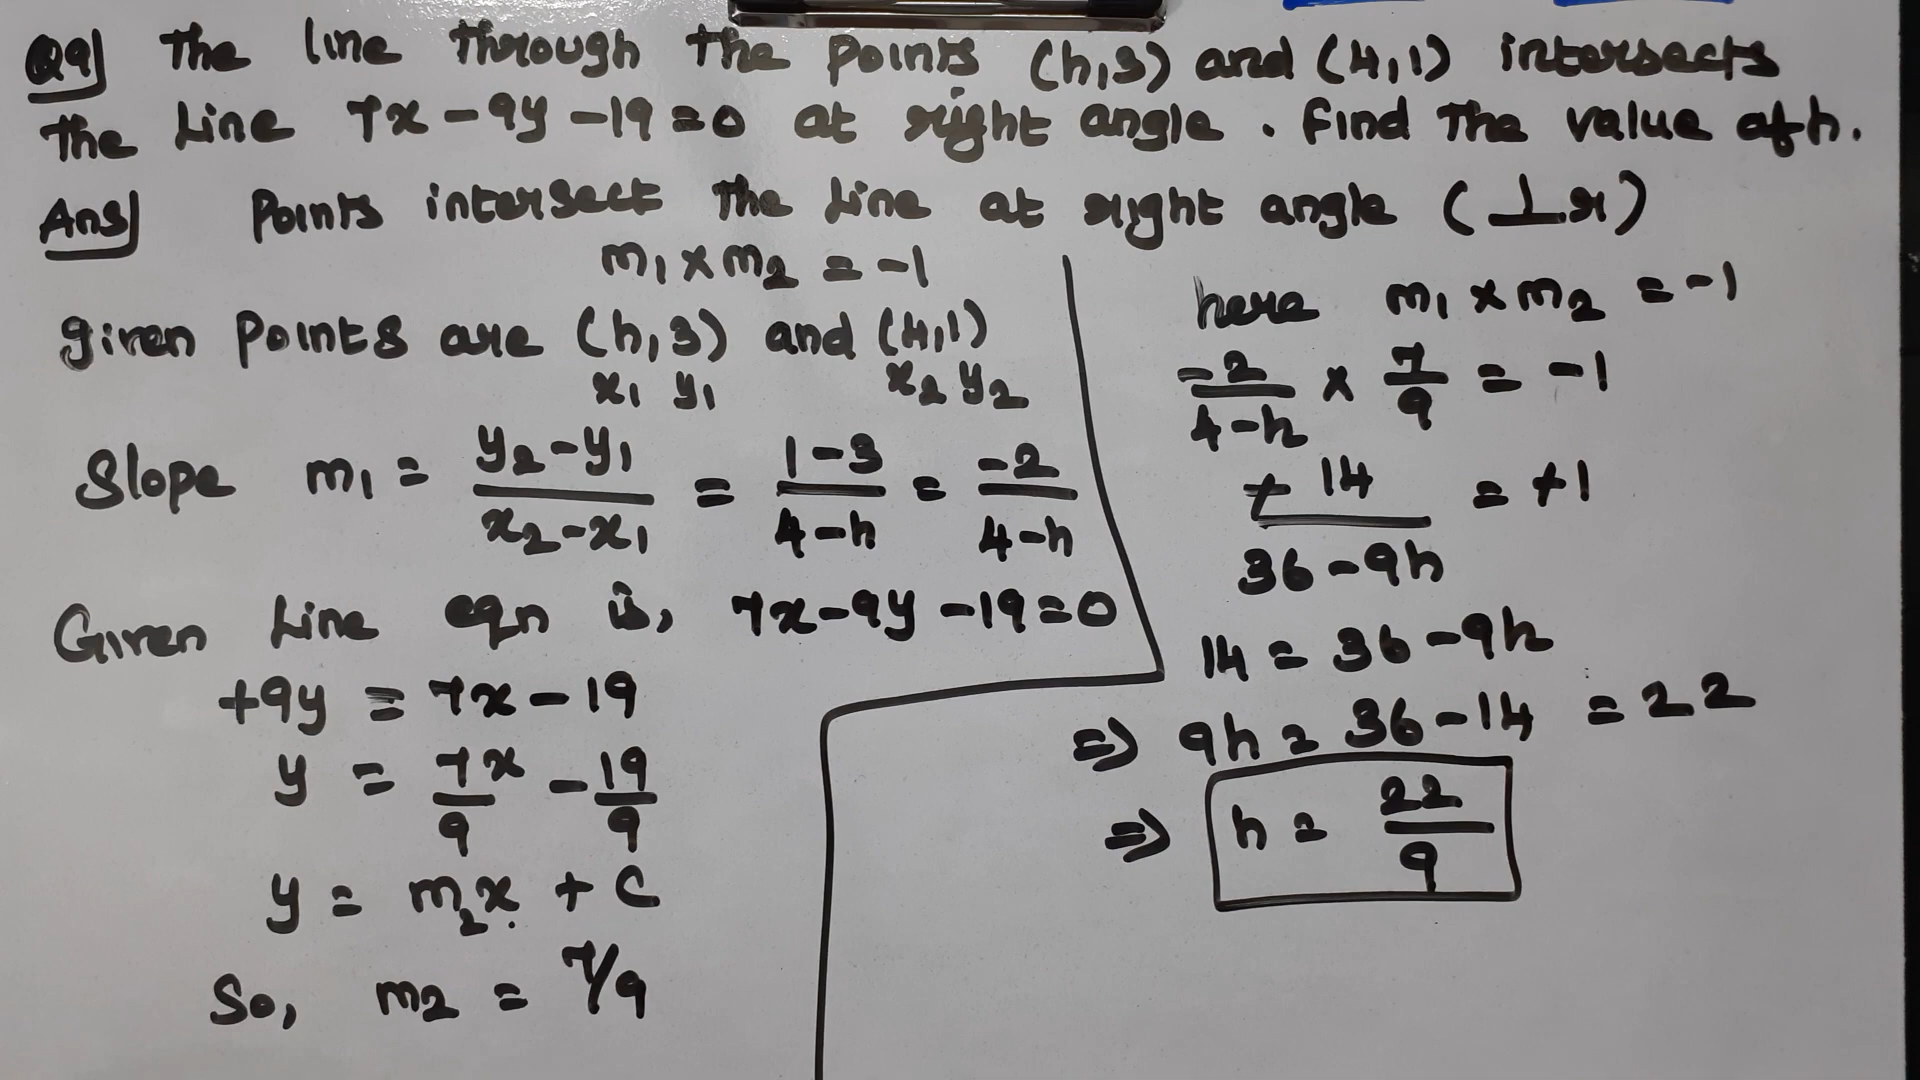 Q9) The line through the points (h,3) and (4,1) intersects
the Line 7x-9y-19=0 at right angle. Find The value of h.
Ans) Points intersect the Line at right angle (⊥r)
m₁×m₂ = -1
given points are (h,3) and (4,1)
x₁ y₁ x₂ y₂
Slope m₁ = (y₂-y₁)/(x₂-x₁) = (1-3)/(4-h) = -2/(4-h)
Given Line eqn is, 7x-9y-19=0
+9y = 7x-19
y = 7x/9 - 19/9
y = m₂x + c
So, m₂ = 7/9
here m₁×m₂ = -1
-2/(4-h) × 7/9 = -1
+14/(36-9h) = +1
14 = 36-9h
⇒ 9h = 36-14 = 22
⇒ h = 22/9